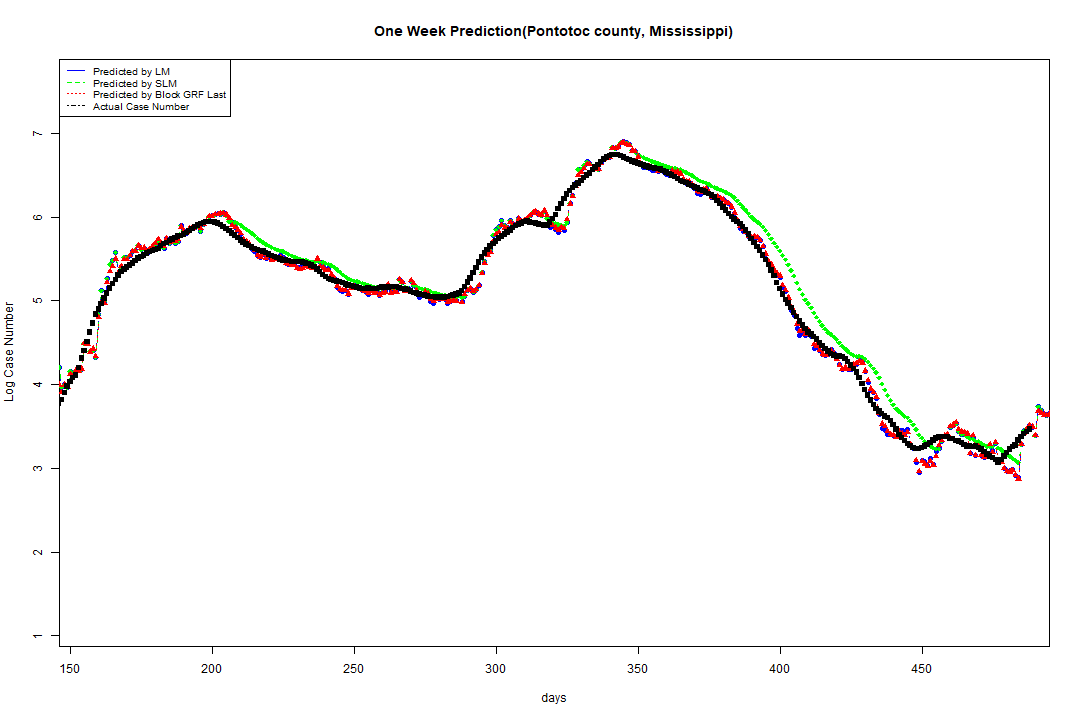 One Week Prediction(Pontotoc county, Mississippi)
Predicted by LM
Predicted by SLM
Predicted by Block GRF Last
Actual Case Number
7
6
5
4
3
2
1
Log Case Number
150 200 250 300 350 400 450
days